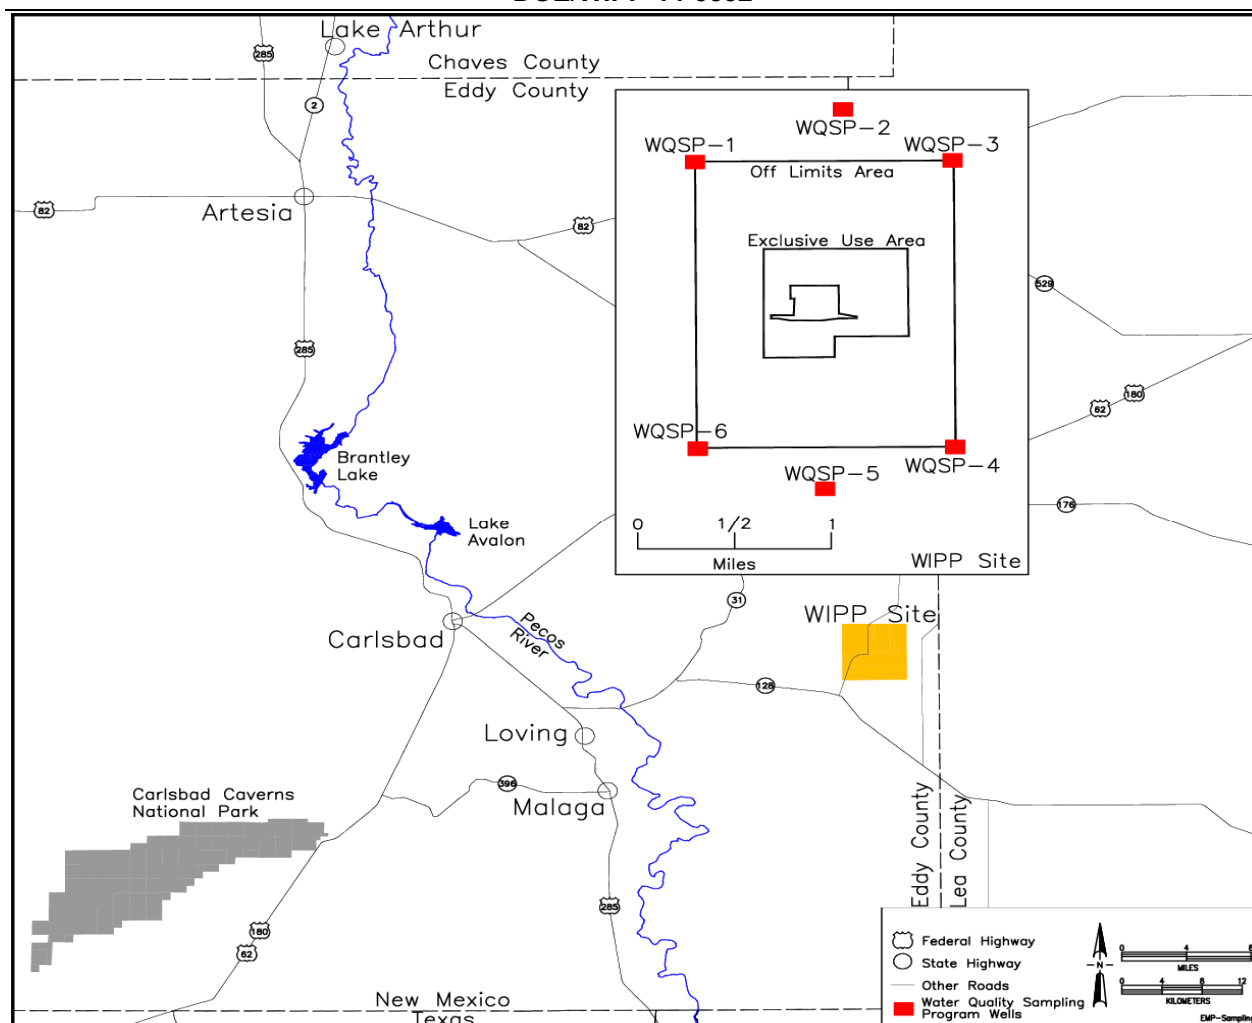 Lake Arthur
285
Chaves County
Eddy County
2
WQSP-2
WQSP-1
WQSP-3
Off Limits Area
82
Artesia
82
Exclusive Use Area
529
285
180
62
WQSP-6
Brantley
Lake
WQSP-4
WQSP-5
176
0 1/2 1
Miles
WIPP Site
Lake
Avalon
31
WIPP Site
Carlsbad
Pecos
River
128
Loving
396
Malaga
Carlsbad Caverns
National Park
Eddy County
Lea County
285
180
62
New Mexico
Texas
Federal Highway
State Highway
Other Roads
Water Quality Sampling
Program Wells
N
0 4 8
MILES
0 4 8 12
KILOMETERS
EMP-Sampling